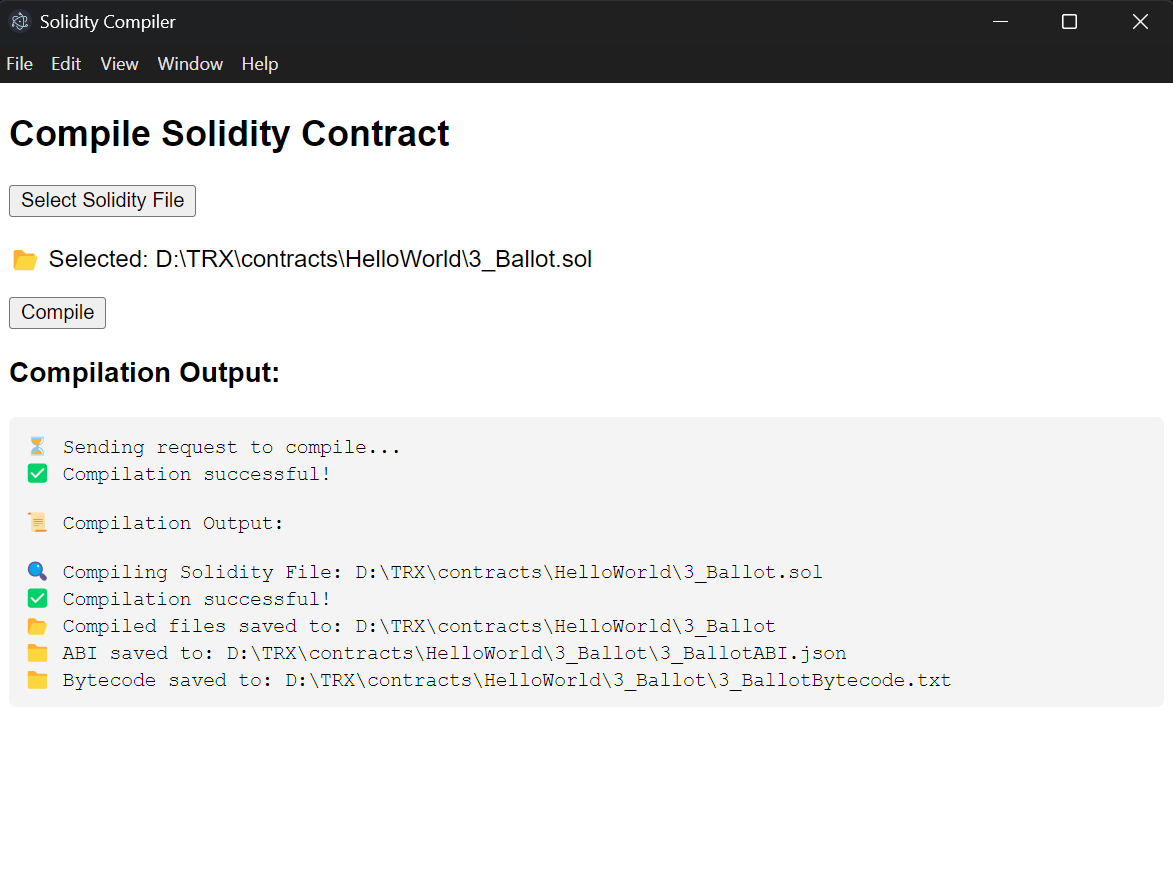 Solidity Compiler
File Edit View Window Help
Compile Solidity Contract
Select Solidity File
📂 Selected: D:\TRX\contracts\HelloWorld\3_Ballot.sol
Compile
Compilation Output:
⏳ Sending request to compile...
✅ Compilation successful!
📜 Compilation Output:
🔍 Compiling Solidity File: D:\TRX\contracts\HelloWorld\3_Ballot.sol
✅ Compilation successful!
📂 Compiled files saved to: D:\TRX\contracts\HelloWorld\3_Ballot
📁 ABI saved to: D:\TRX\contracts\HelloWorld\3_Ballot\3_BallotABI.json
📁 Bytecode saved to: D:\TRX\contracts\HelloWorld\3_Ballot\3_BallotBytecode.txt